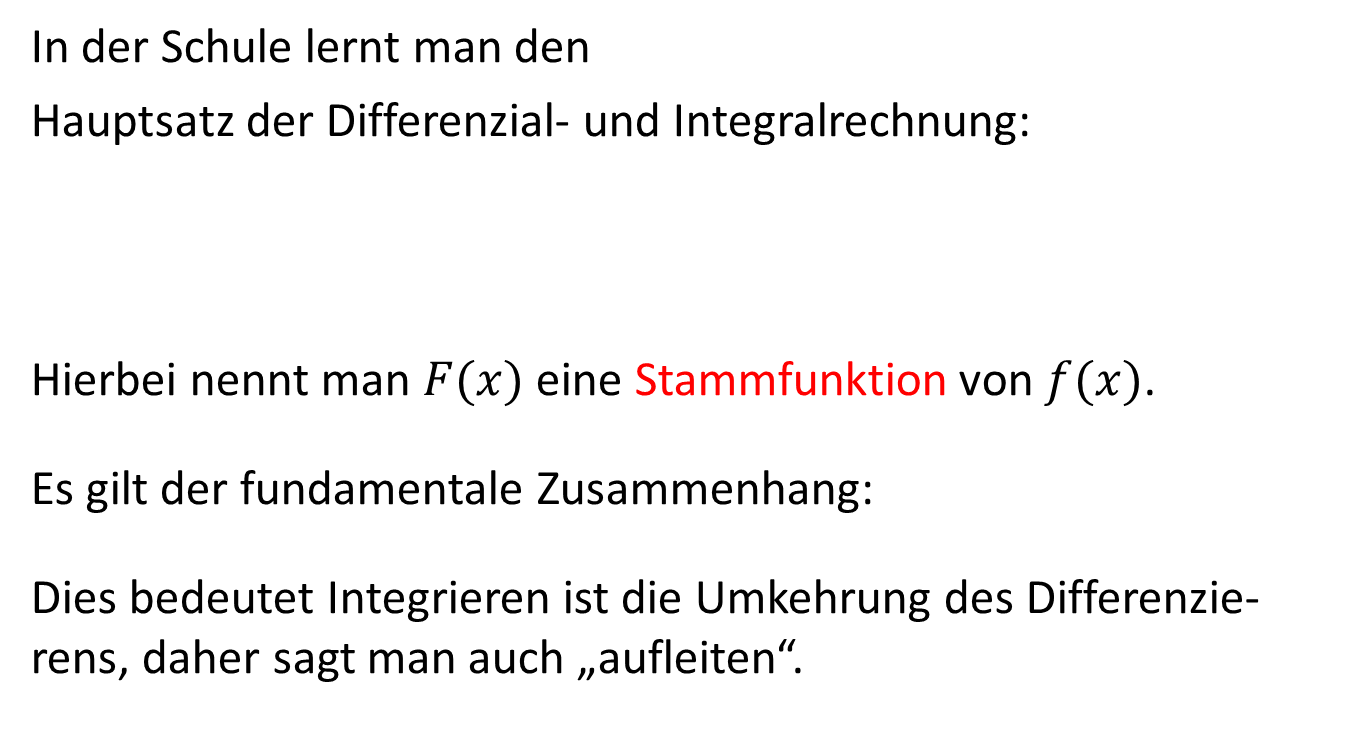 In der Schule lernt man den
Hauptsatz der Differenzial- und Integralrechnung:
Hierbei nennt man F(x) eine Stammfunktion von f(x).
Es gilt der fundamentale Zusammenhang:
Dies bedeutet Integrieren ist die Umkehrung des Differenzie-
rens, daher sagt man auch „aufleiten“.